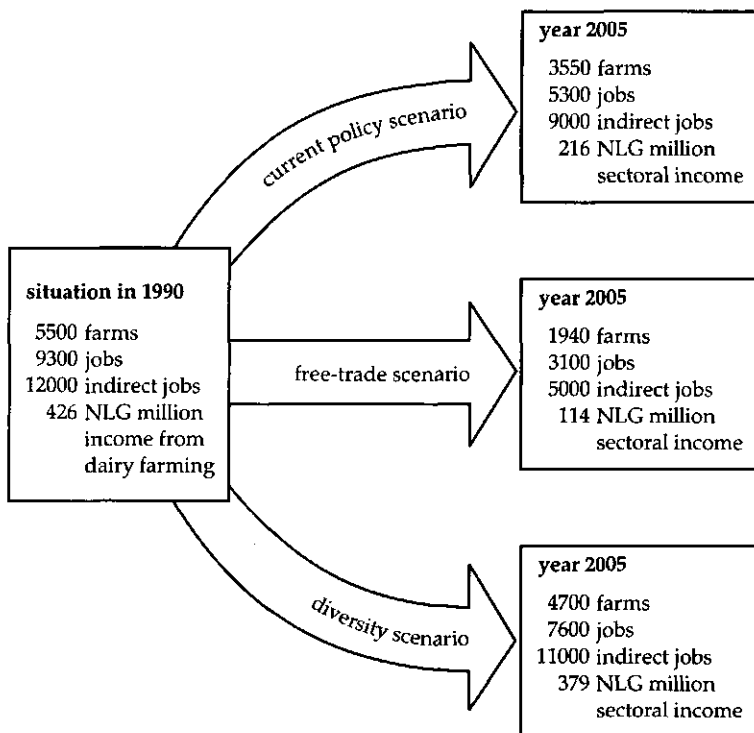 situation in 1990
5500 farms
9300 jobs
12000 indirect jobs
426 NLG million
income from
dairy farming
current policy scenario
year 2005
3550 farms
5300 jobs
9000 indirect jobs
216 NLG million
sectoral income
free-trade scenario
year 2005
1940 farms
3100 jobs
5000 indirect jobs
114 NLG million
sectoral income
diversity scenario
year 2005
4700 farms
7600 jobs
11000 indirect jobs
379 NLG million
sectoral income